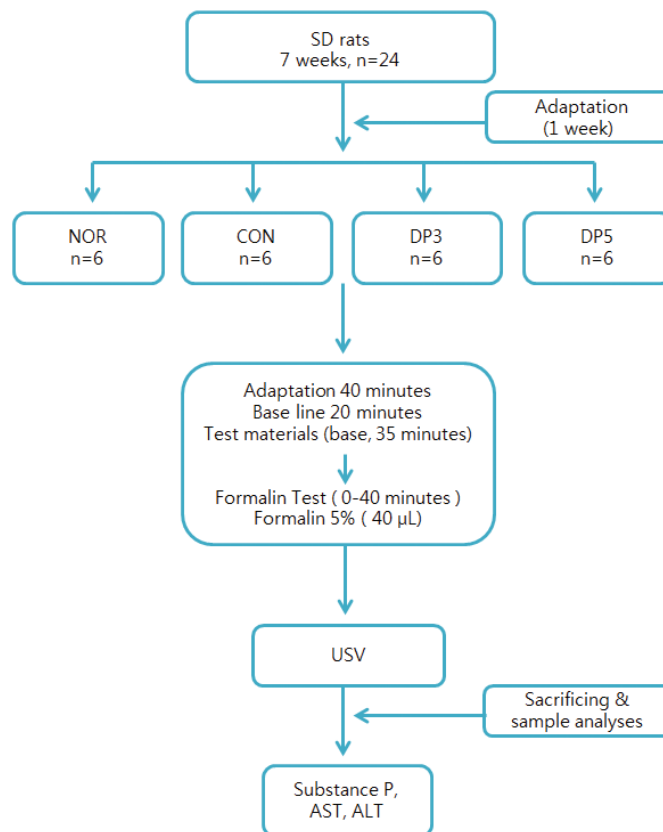 SD rats
7 weeks, n=24
Adaptation
(1 week)
NOR
n=6
CON
n=6
DP3
n=6
DP5
n=6
Adaptation 40 minutes
Base line 20 minutes
Test materials (base, 35 minutes)
Formalin Test ( 0-40 minutes )
Formalin 5% ( 40 μL)
USV
Sacrificing &
sample analyses
Substance P,
AST, ALT